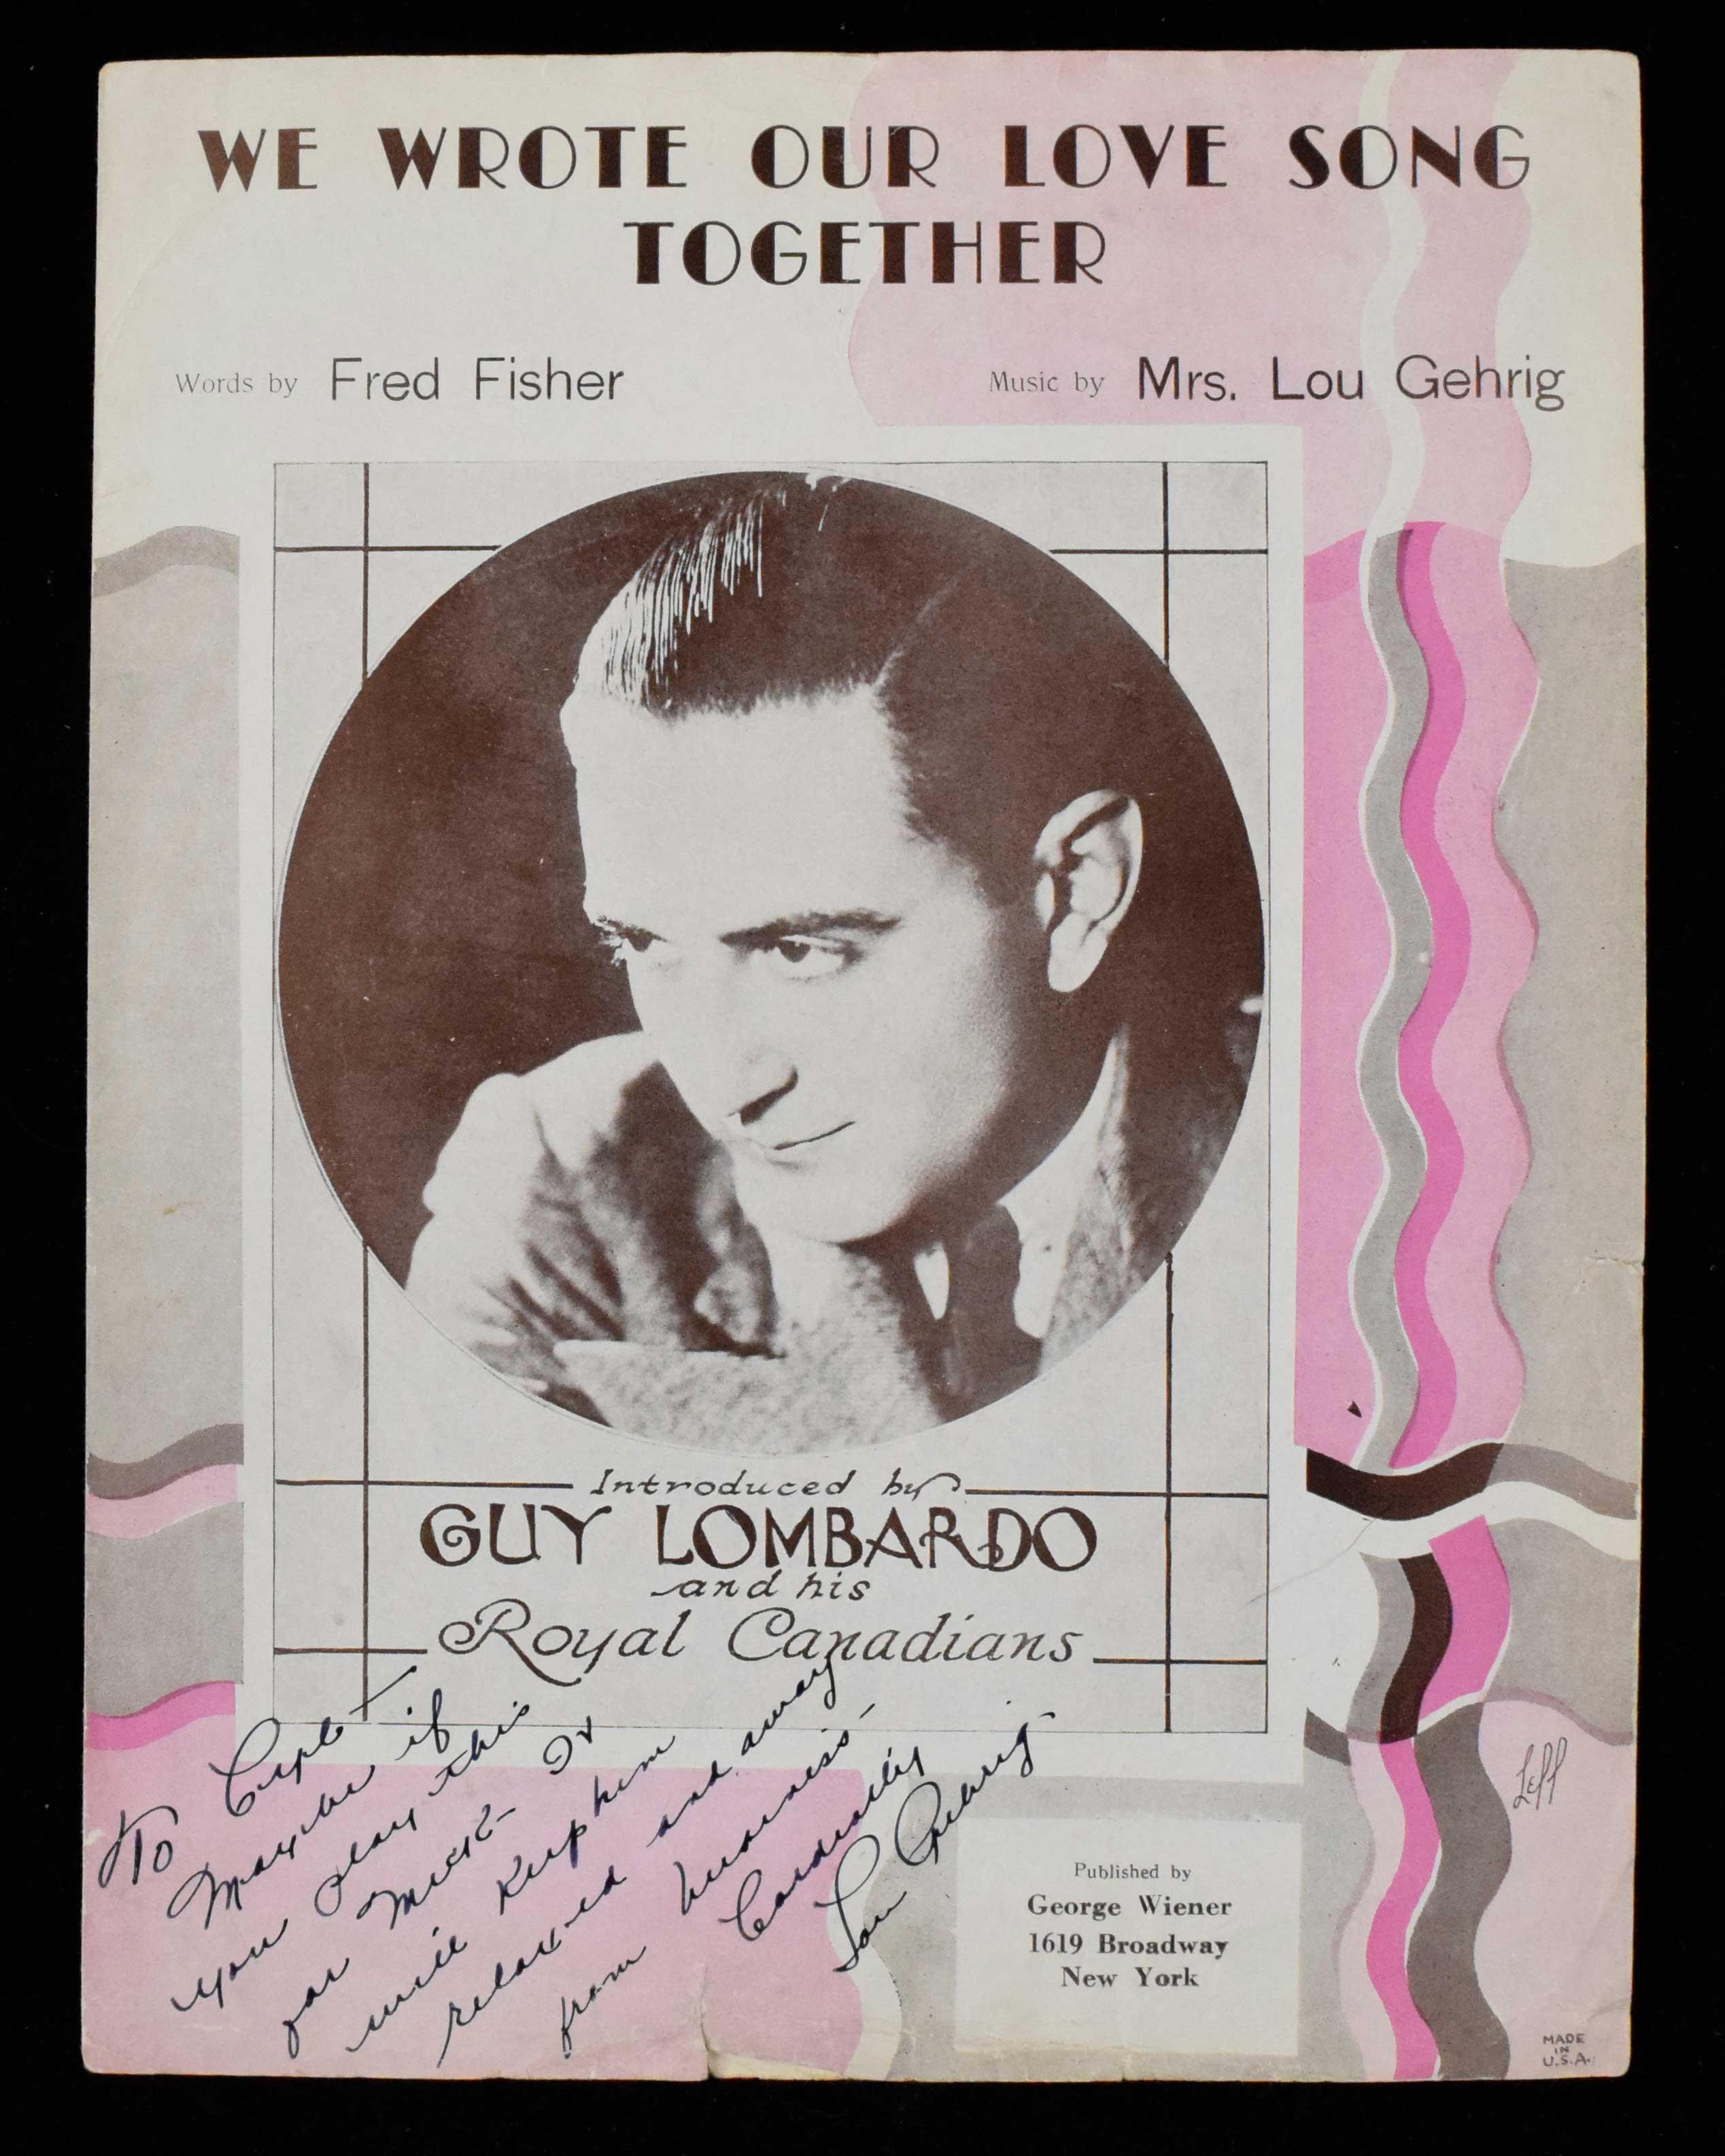 WE WROTE OUR LOVE SONG
TOGETHER
Words by Fred Fisher
Music by Mrs. Lou Gehrig
Introduced by
GUY LOMBARDO
and his
Royal Canadians
To Capt —
Maybe if
you play this
for It
will keep him
relaxed and away
from business -
Cordially
Lou Gehrig
Leff
Published by
George Wiener
1619 Broadway
New York
MADE
IN
U.S.A.